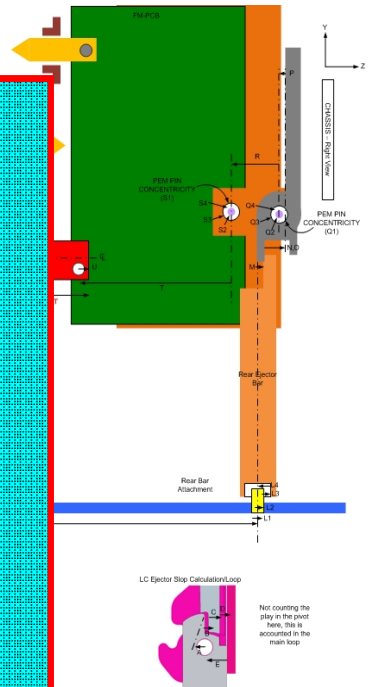 FM-PCB
Y
Z
P
CHASSIS – Right View
R
PEM PIN
CONCENTRICITY
(S1)
S4
S3
S2
Q4
Q3
Q2
PEM PIN
CONCENTRICITY
(Q1)
N,O
M
U
T
T
Rear Ejector
Bar
Rear Bar
Attachment
L4
L3
L2
L1
LC Ejector Slop Calculation/Loop
C
D
B
A
E
Not counting the
play in the pivot
here, this is
accounted in the
main loop